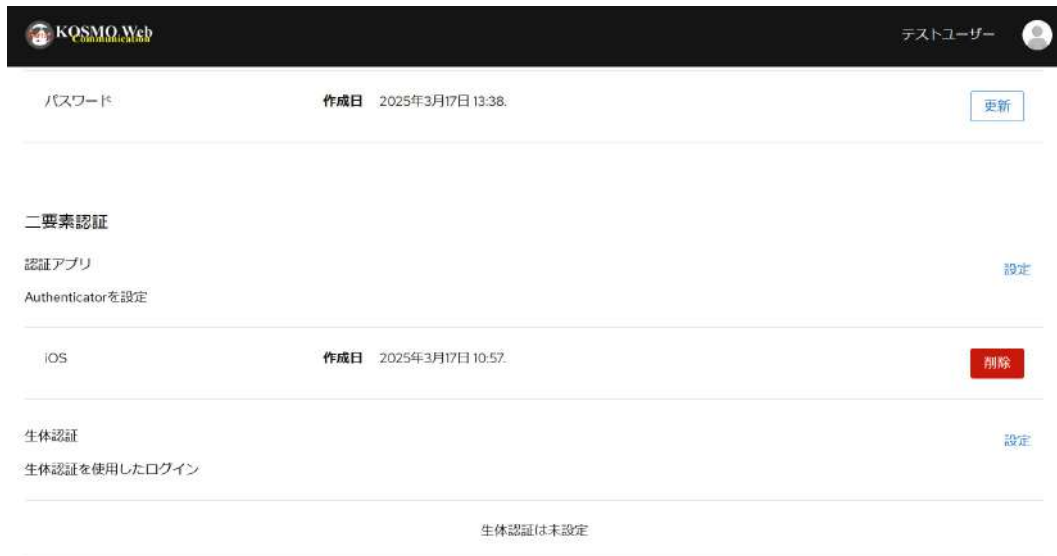 KOSMO Web
Communication
テストユーザー
パスワード 作成日 2025年3月17日 13:38. 更新
二要素認証
認証アプリ 設定
Authenticatorを設定
iOS 作成日 2025年3月17日 10:57. 削除
生体認証 設定
生体認証を使用したログイン
生体認証は未設定